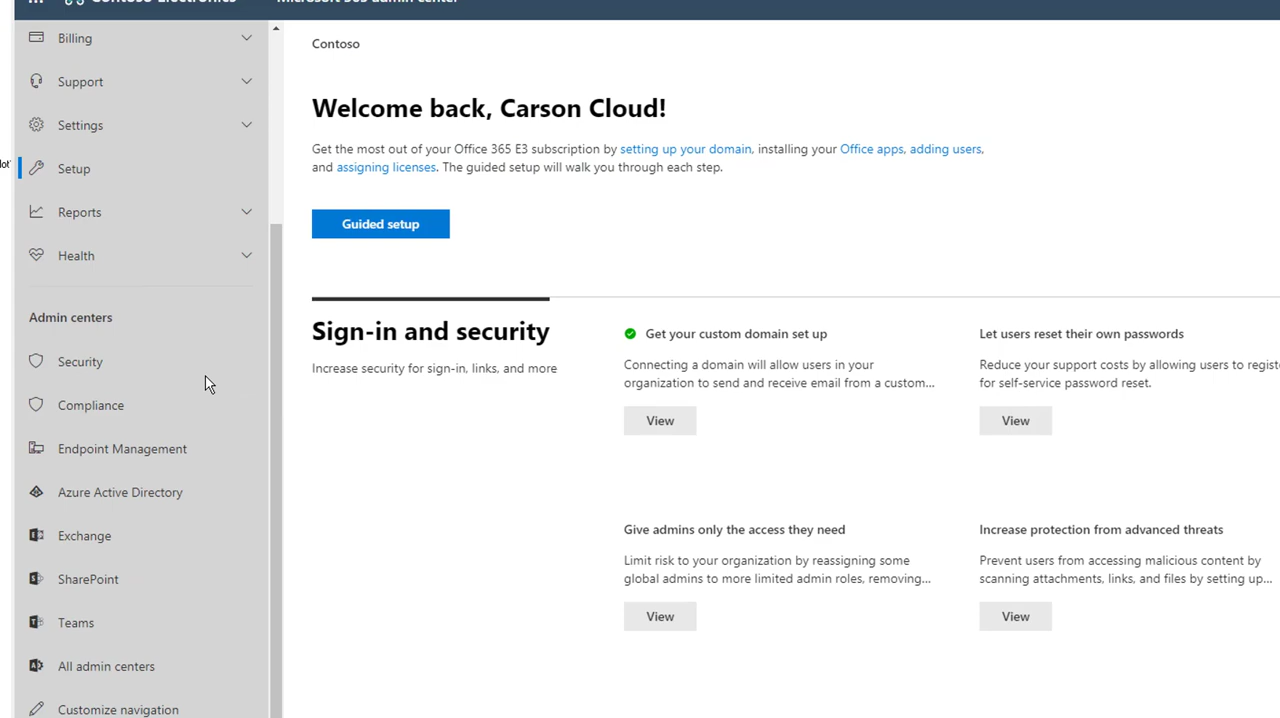 Contoso Electronics
Microsoft 365 admin center
Billing
Support
Settings
Setup
Reports
Health
Admin centers
Security
Compliance
Endpoint Management
Azure Active Directory
Exchange
SharePoint
Teams
All admin centers
Customize navigation
Contoso
Welcome back, Carson Cloud!
Get the most out of your Office 365 E3 subscription by setting up your domain, installing your Office apps, adding users,
and assigning licenses. The guided setup will walk you through each step.
Guided setup
Sign-in and security
Increase security for sign-in, links, and more
Get your custom domain set up
Connecting a domain will allow users in your
organization to send and receive email from a custom...
View
Let users reset their own passwords
Reduce your support costs by allowing users to registe
for self-service password reset.
View
Give admins only the access they need
Limit risk to your organization by reassigning some
global admins to more limited admin roles, removing...
View
Increase protection from advanced threats
Prevent users from accessing malicious content by
scanning attachments, links, and files by setting up...
View